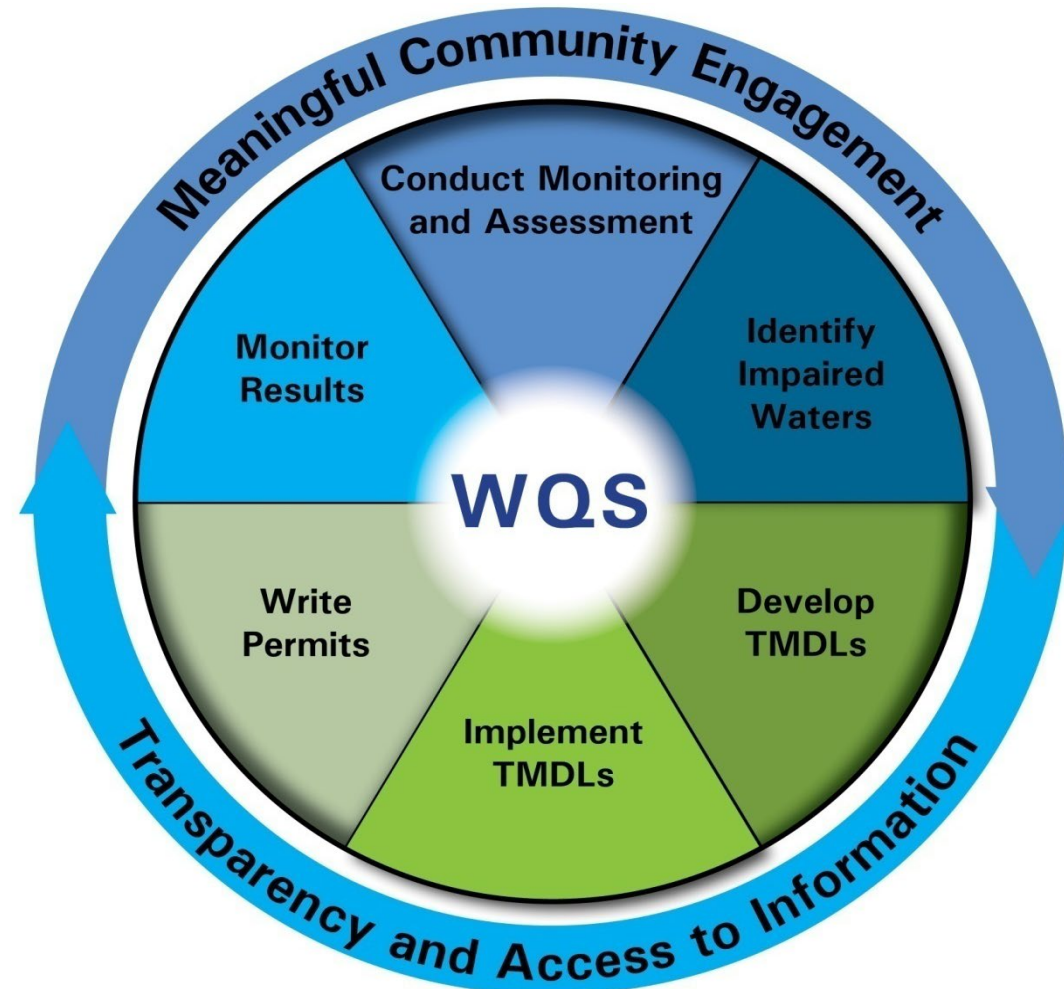 Meaningful Community Engagement
Conduct Monitoring
and Assessment
Identify
Impaired
Waters
Develop
TMDLs
Implement
TMDLs
Write
Permits
Monitor
Results
WQS
Transparency and Access to Information